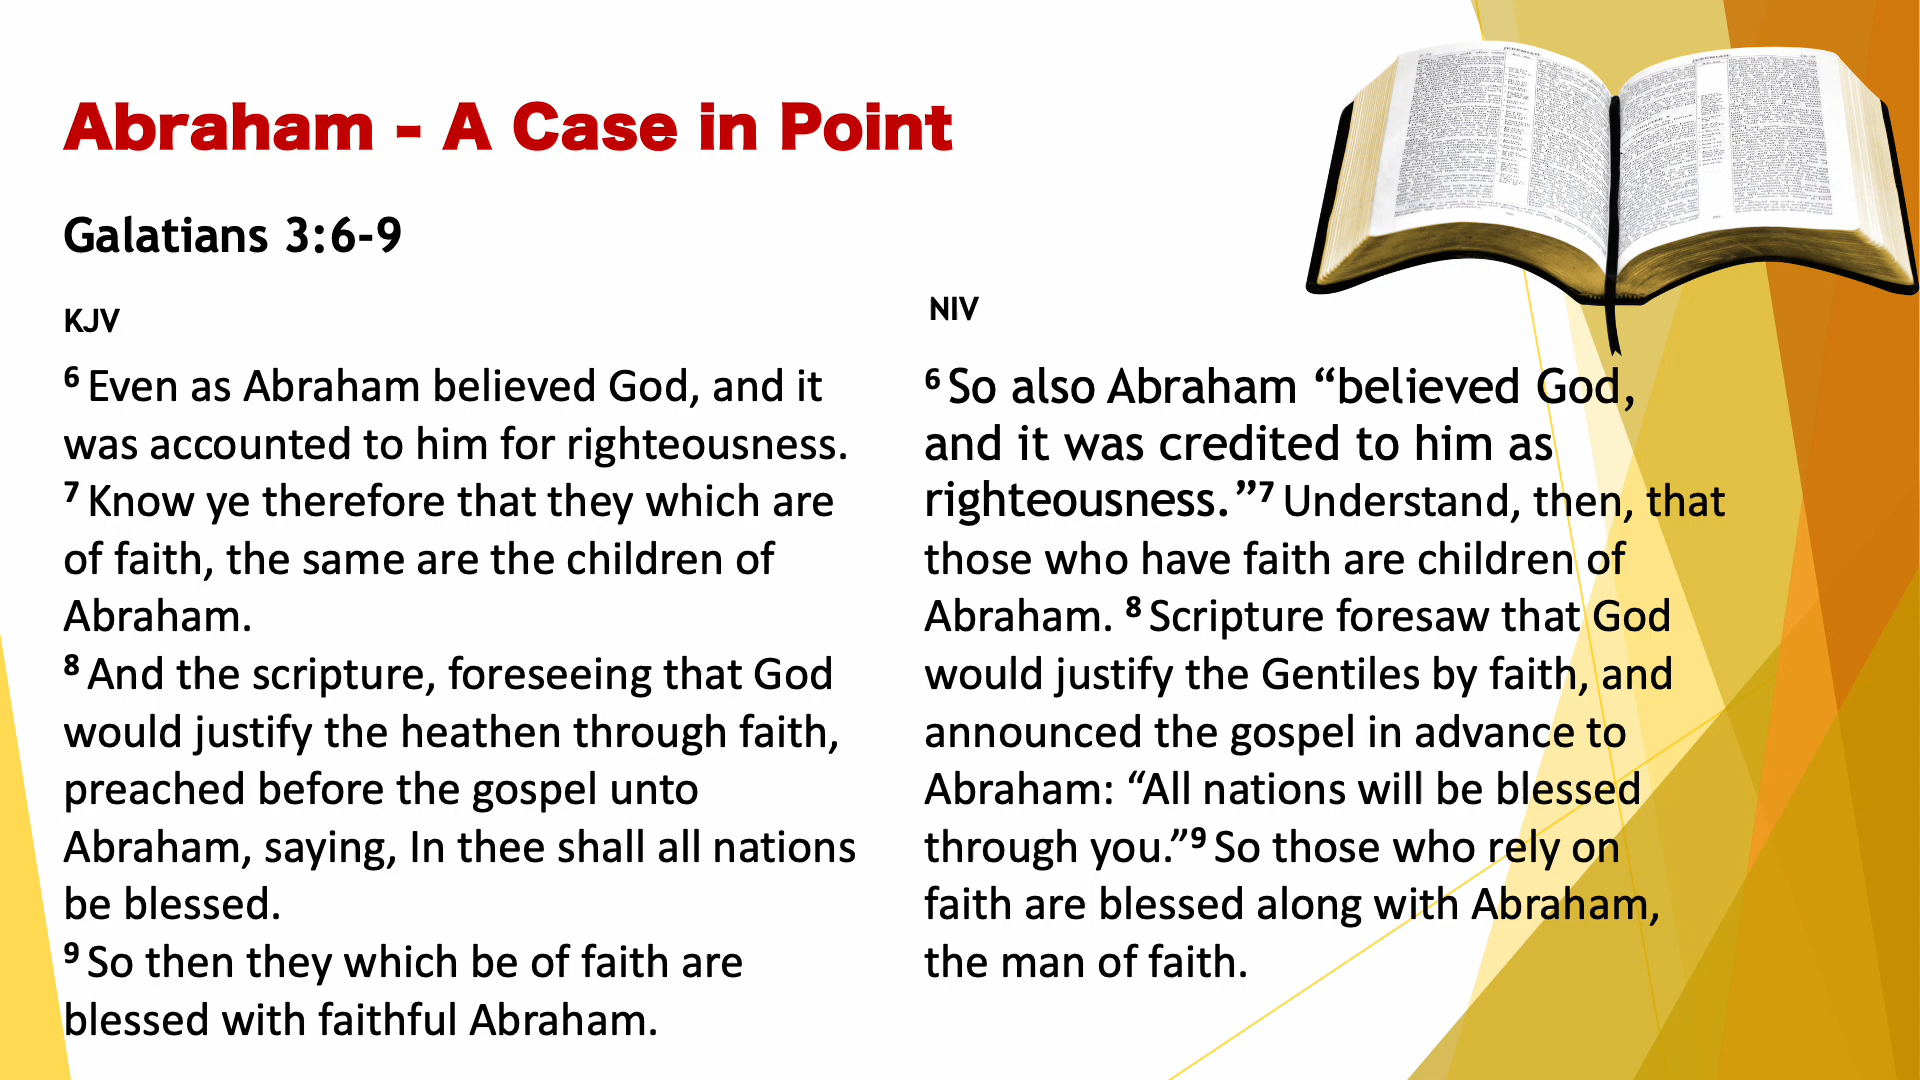 Abraham - A Case in Point
Galatians 3:6-9
KJV
6 Even as Abraham believed God, and it
was accounted to him for righteousness.
7 Know ye therefore that they which are
of faith, the same are the children of
Abraham.
8 And the scripture, foreseeing that God
would justify the heathen through faith,
preached before the gospel unto
Abraham, saying, In thee shall all nations
be blessed.
9 So then they which be of faith are
blessed with faithful Abraham.
NIV
6 So also Abraham “believed God,
and it was credited to him as
righteousness.”7 Understand, then, that
those who have faith are children of
Abraham. 8 Scripture foresaw that God
would justify the Gentiles by faith, and
announced the gospel in advance to
Abraham: “All nations will be blessed
through you.”9 So those who rely on
faith are blessed along with Abraham,
the man of faith.
JEREMIAH
JEREMIAH